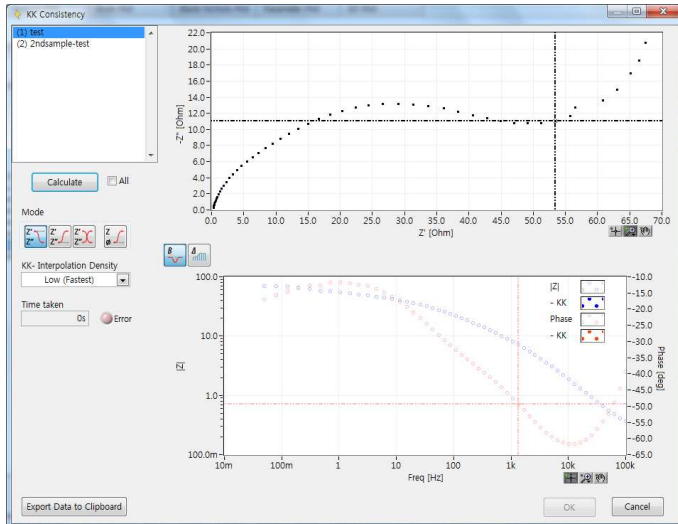 KK Consistency
(1) test
(2) 2ndsample-test
Calculate
All
Mode
Z' Z"
Z' Z"
Z' Z"
Z ø
KK- Interpolation Density
Low (Fastest)
Time taken
0s
Error
Export Data to Clipboard
-Z" [Ohm]
22.0
20.0
18.0
16.0
14.0
12.0
10.0
8.0
6.0
4.0
2.0
0.0
0.0 5.0 10.0 15.0 20.0 25.0 30.0 35.0 40.0 45.0 50.0 55.0 60.0 65.0 70.0
Z' [Ohm]
B
Δ
|Z|
100.0
10.0
1.0
100.0m
10m 100m 1 10 100 1k 10k 100k
Freq [Hz]
|Z|
- KK
Phase
- KK
-10.0
-15.0
-20.0
-25.0
-30.0
-35.0
-40.0
-45.0
-50.0
-55.0
-60.0
-65.0
Phase [deg]
OK
Cancel